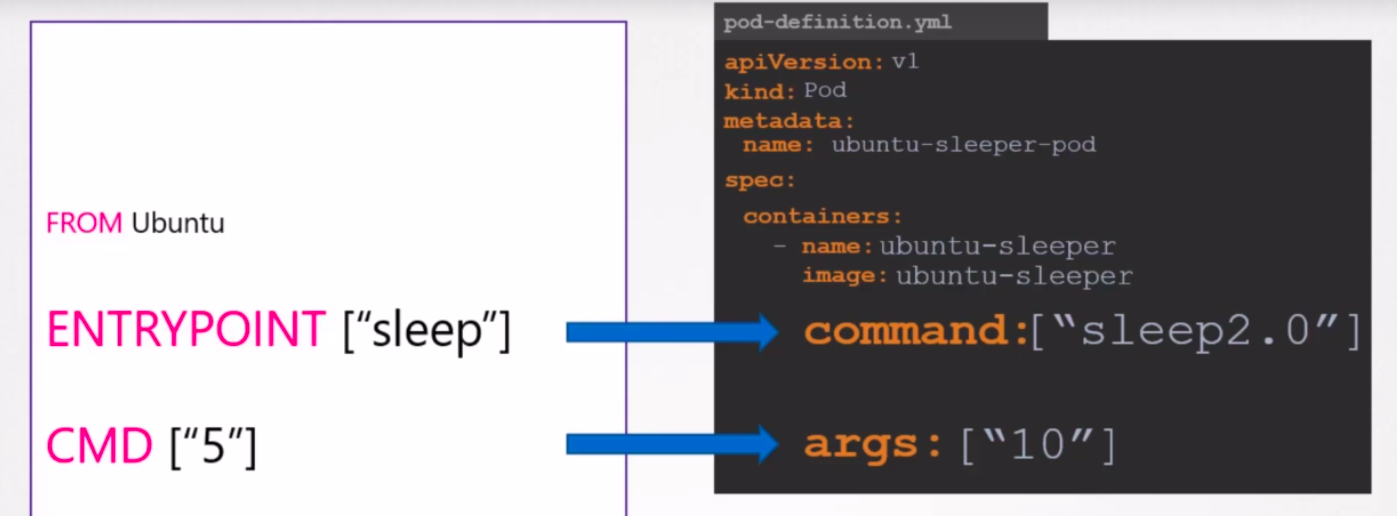 FROM Ubuntu
ENTRYPOINT [“sleep”]
CMD [“5”]
pod-definition.yml
apiVersion: v1
kind: Pod
metadata:
name: ubuntu-sleeper-pod
spec:
containers:
- name: ubuntu-sleeper
image: ubuntu-sleeper
command:[“sleep2.0”]
args: [“10”]